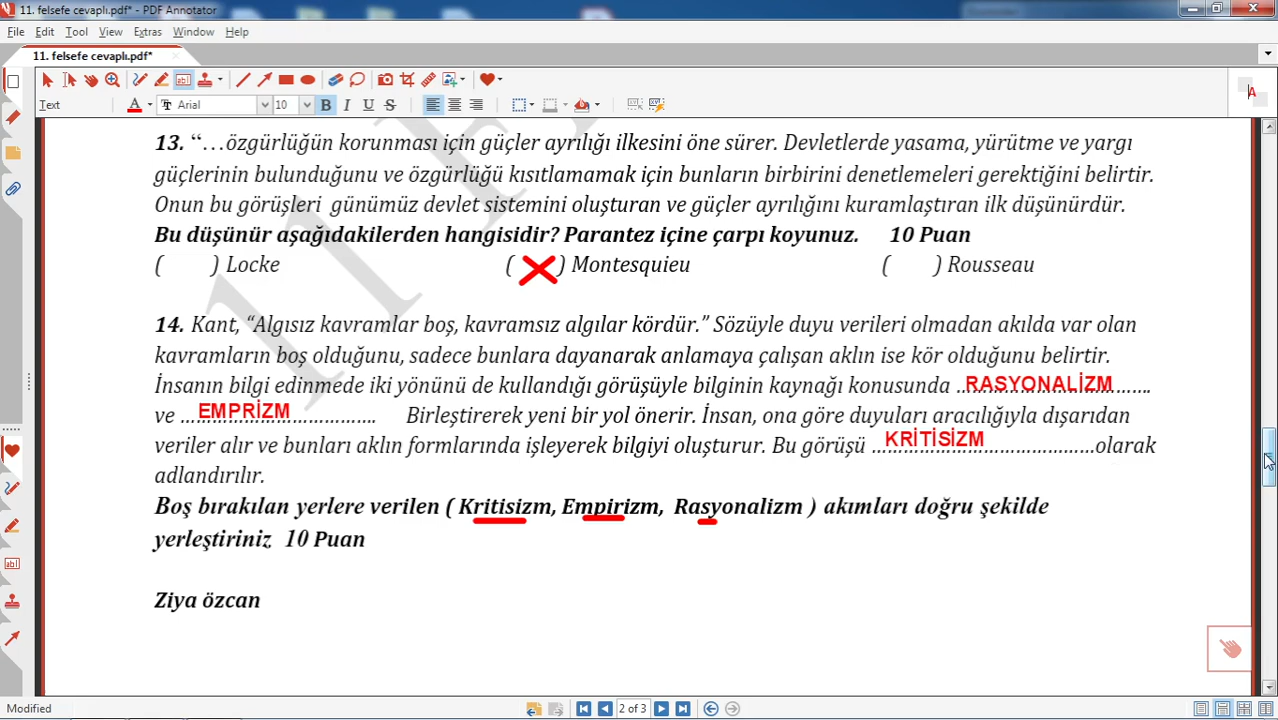 11. felsefe cevaplı.pdf* - PDF Annotator
File Edit Tool View Extras Window Help
11. felsefe cevaplı.pdf* ×
Text A Arial 10 B I U S
13. “…özgürlüğün korunması için güçler ayrılığı ilkesini öne sürer. Devletlerde yasama, yürütme ve yargı
güçlerinin bulunduğunu ve özgürlüğü kısıtlamamak için bunların birbirini denetlemeleri gerektiğini belirtir.
Onun bu görüşleri günümüz devlet sistemini oluşturan ve güçler ayrılığını kuramlaştıran ilk düşünürdür.
Bu düşünür aşağıdakilerden hangisidir? Parantez içine çarpı koyunuz. 10 Puan
( ) Locke ( X ) Montesquieu ( ) Rousseau
14. Kant, “Algısız kavramlar boş, kavramsız algılar kördür.” Sözüyle duyu verileri olmadan akılda var olan
kavramların boş olduğunu, sadece bunlara dayanarak anlamaya çalışan aklın ise kör olduğunu belirtir.
İnsanın bilgi edinmede iki yönünü de kullandığı görüşüyle bilginin kaynağı konusunda ..RASYONALİZM…….
ve …EMPRİZM……………. Birleştirerek yeni bir yol önerir. İnsan, ona göre duyuları aracılığıyla dışarıdan
veriler alır ve bunları aklın formlarında işleyerek bilgiyi oluşturur. Bu görüşü …KRİTİSİZM………………olarak
adlandırılır.
Boş bırakılan yerlere verilen ( Kritisizm, Empirizm, Rasyonalizm ) akımları doğru şekilde
yerleştiriniz 10 Puan
Ziya özcan
Modified 2 of 3